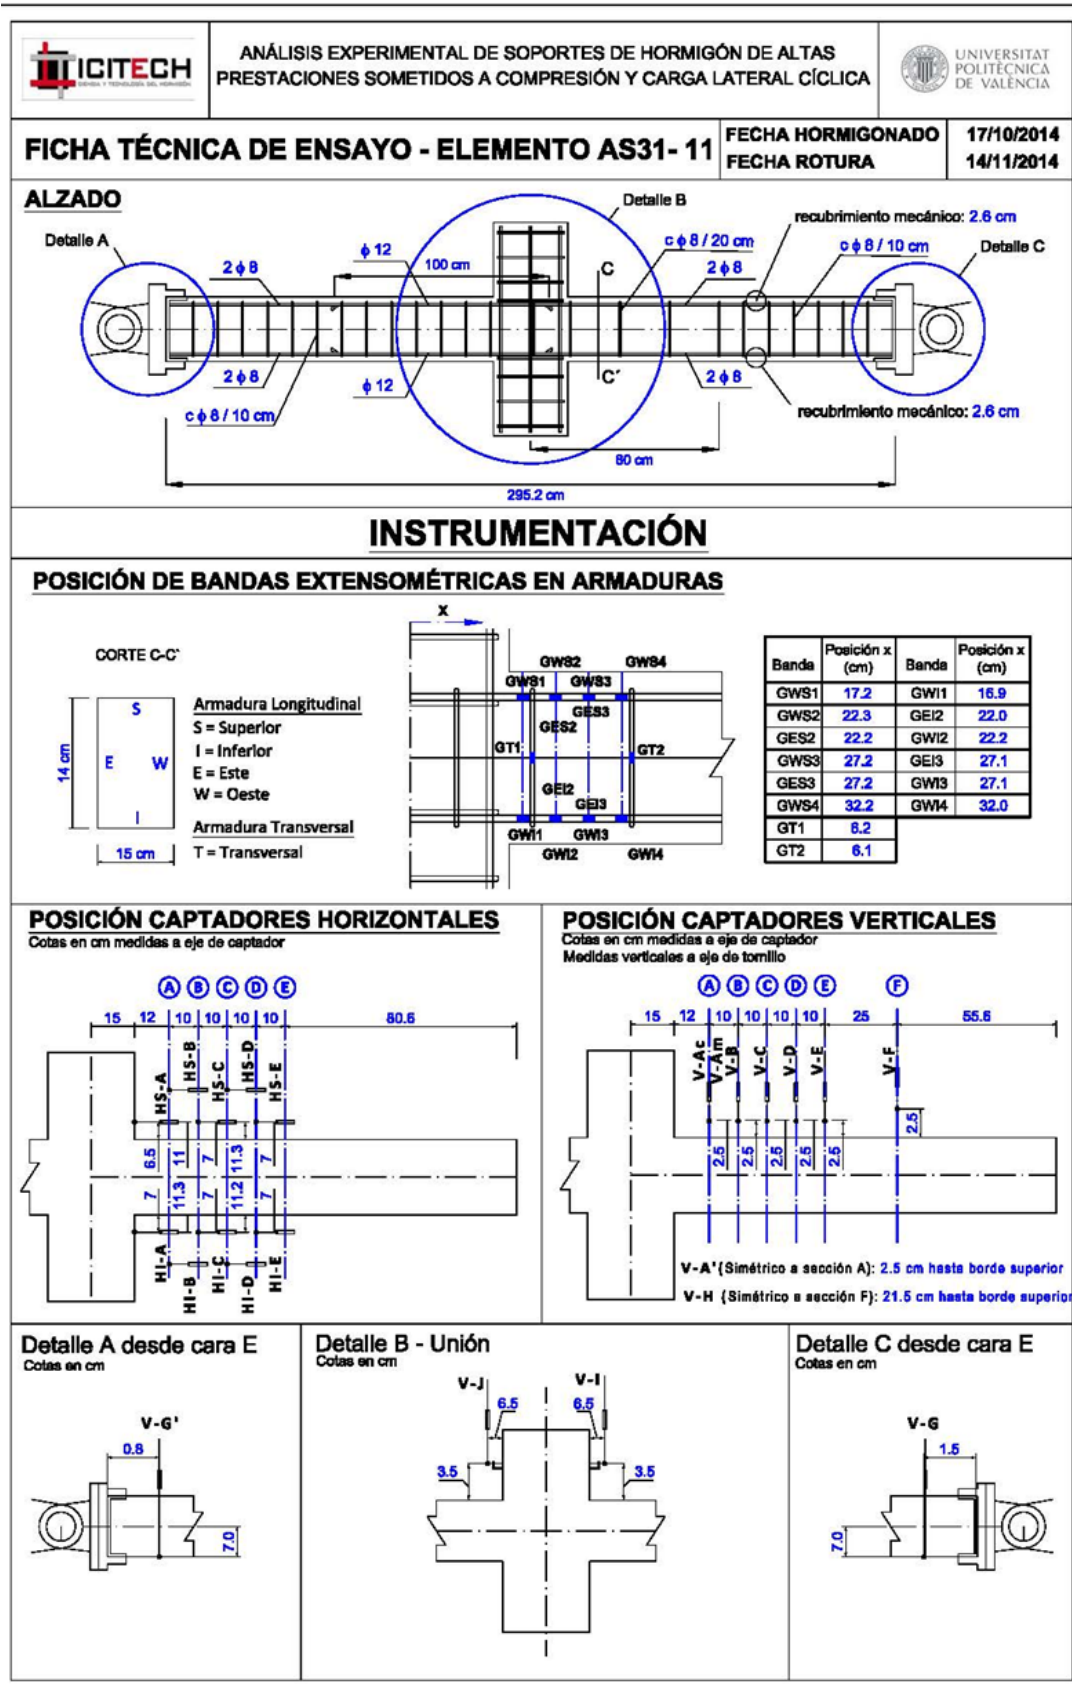 ICITECH
ANÁLISIS EXPERIMENTAL DE SOPORTES DE HORMIGÓN DE ALTAS
PRESTACIONES SOMETIDOS A COMPRESIÓN Y CARGA LATERAL CÍCLICA
UNIVERSITAT
POLITÈCNICA
DE VALÈNCIA
FICHA TÉCNICA DE ENSAYO - ELEMENTO AS31- 11
FECHA HORMIGONADO 17/10/2014
FECHA ROTURA 14/11/2014
ALZADO
Detalle A
Detalle B
recubrimiento mecánico: 2.6 cm
2 ϕ 8
ϕ 12
100 cm
c ϕ 8 / 20 cm
2 ϕ 8
c ϕ 8 / 10 cm
Detalle C
C
C´
2 ϕ 8
ϕ 12
2 ϕ 8
c ϕ 8 / 10 cm
recubrimiento mecánico: 2.6 cm
80 cm
295.2 cm
INSTRUMENTACIÓN
POSICIÓN DE BANDAS EXTENSOMÉTRICAS EN ARMADURAS
CORTE C-C`
S
E W
I
14 cm
15 cm
Armadura Longitudinal
S = Superior
I = Inferior
E = Este
W = Oeste
Armadura Transversal
T = Transversal
X
GWS2 GWS4
GWS1 GWS3
GES3
GES2
GT1 GT2
GEI2
GEI3
GWI1 GWI3
GWI2 GWI4
Banda Posición x (cm) Banda Posición x (cm)
GWS1 17.2 GWI1 16.9
GWS2 22.3 GEI2 22.0
GES2 22.2 GWI2 22.2
GWS3 27.2 GEI3 27.1
GES3 27.2 GWI3 27.1
GWS4 32.2 GWI4 32.0
GT1 6.2
GT2 6.1
POSICIÓN CAPTADORES HORIZONTALES
Cotas en cm medidas a eje de captador
A B C D E
15 12 10 10 10 10 80.6
HS-A HS-B HS-C HS-D HS-E
6.5 11 7 11.3 7
7 11.3 7 11.2 7
HI-A HI-B HI-C HI-D HI-E
POSICIÓN CAPTADORES VERTICALES
Cotas en cm medidas a eje de captador
Medidas verticales a eje de tornillo
A B C D E F
15 12 10 10 10 10 25 55.6
V-Ac V-Am V-B V-C V-D V-E V-F
2.5 2.5 2.5 2.5 2.5 2.5
V-A'(Simétrico a sección A): 2.5 cm hasta borde superior
V-H (Simétrico a sección F): 21.5 cm hasta borde superior
Detalle A desde cara E
Cotas en cm
V-G'
0.8
7.0
Detalle B - Unión
Cotas en cm
V-J V-I
6.5 6.5
3.5 3.5
Detalle C desde cara E
Cotas en cm
V-G
1.5
7.0